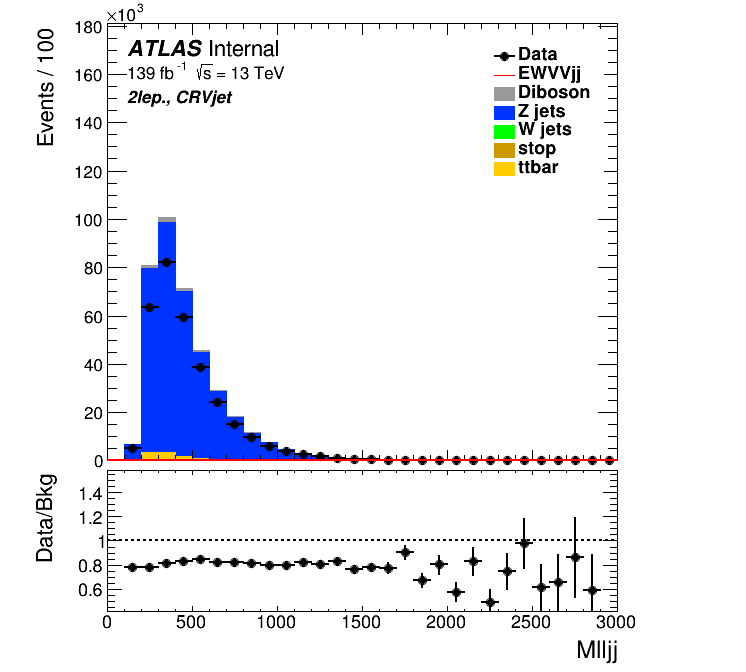 ×10³
180
160
140
120
100
80
60
40
20
0
Events / 100
ATLAS Internal
139 fb⁻¹ √s = 13 TeV
2lep., CRVjet
Data
EWVVjj
Diboson
Z jets
W jets
stop
ttbar
1.4
1.2
1
0.8
0.6
Data/Bkg
0 500 1000 1500 2000 2500 3000
Mlljj